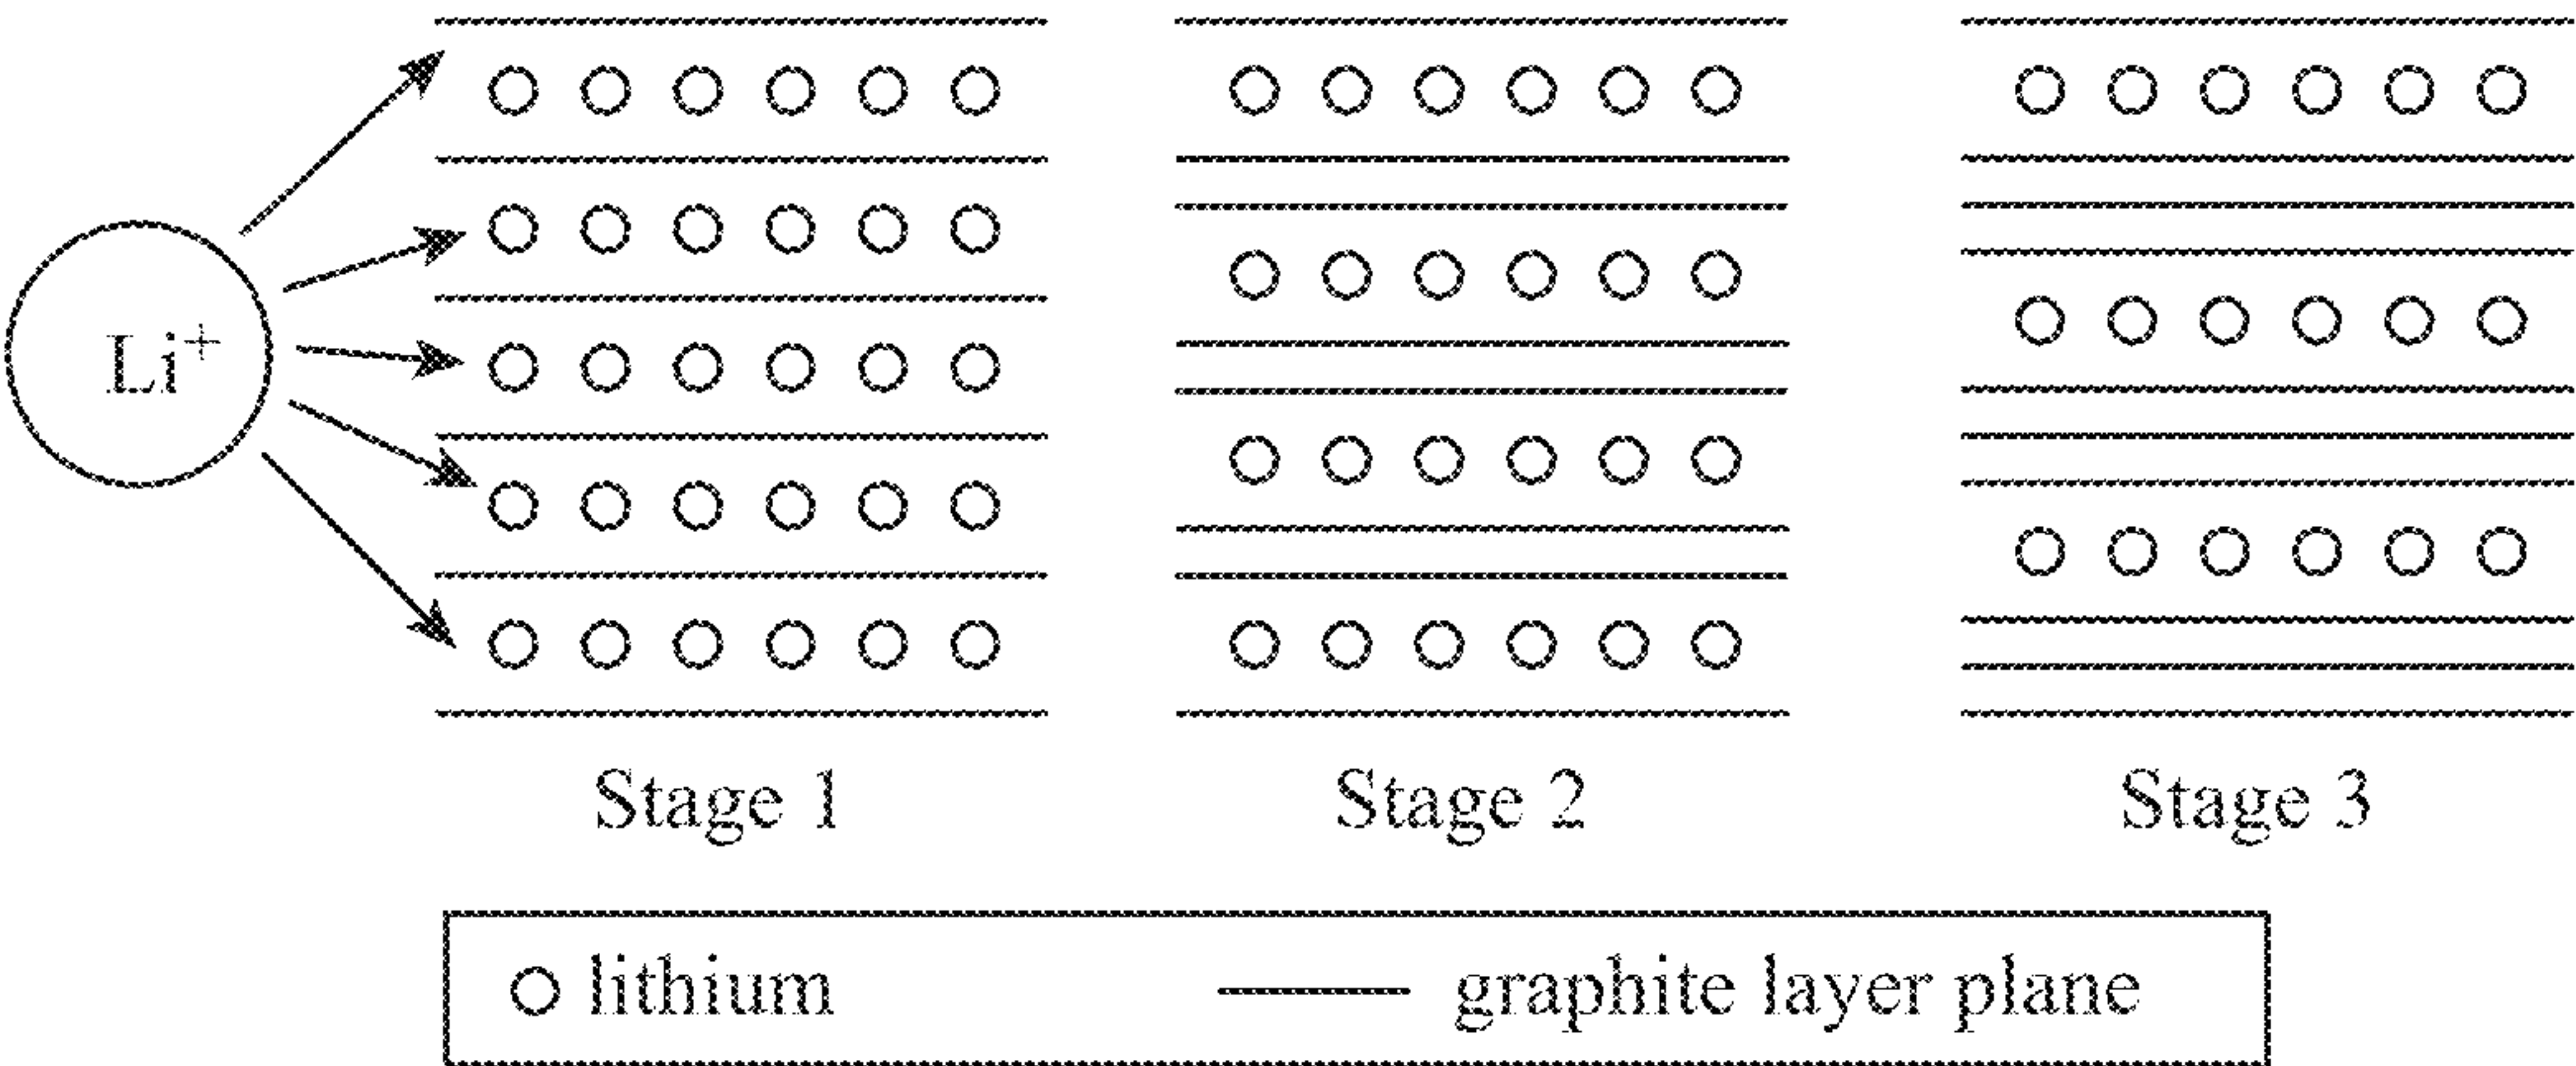 Li+
Stage 1
Stage 2
Stage 3
lithium
graphite layer plane